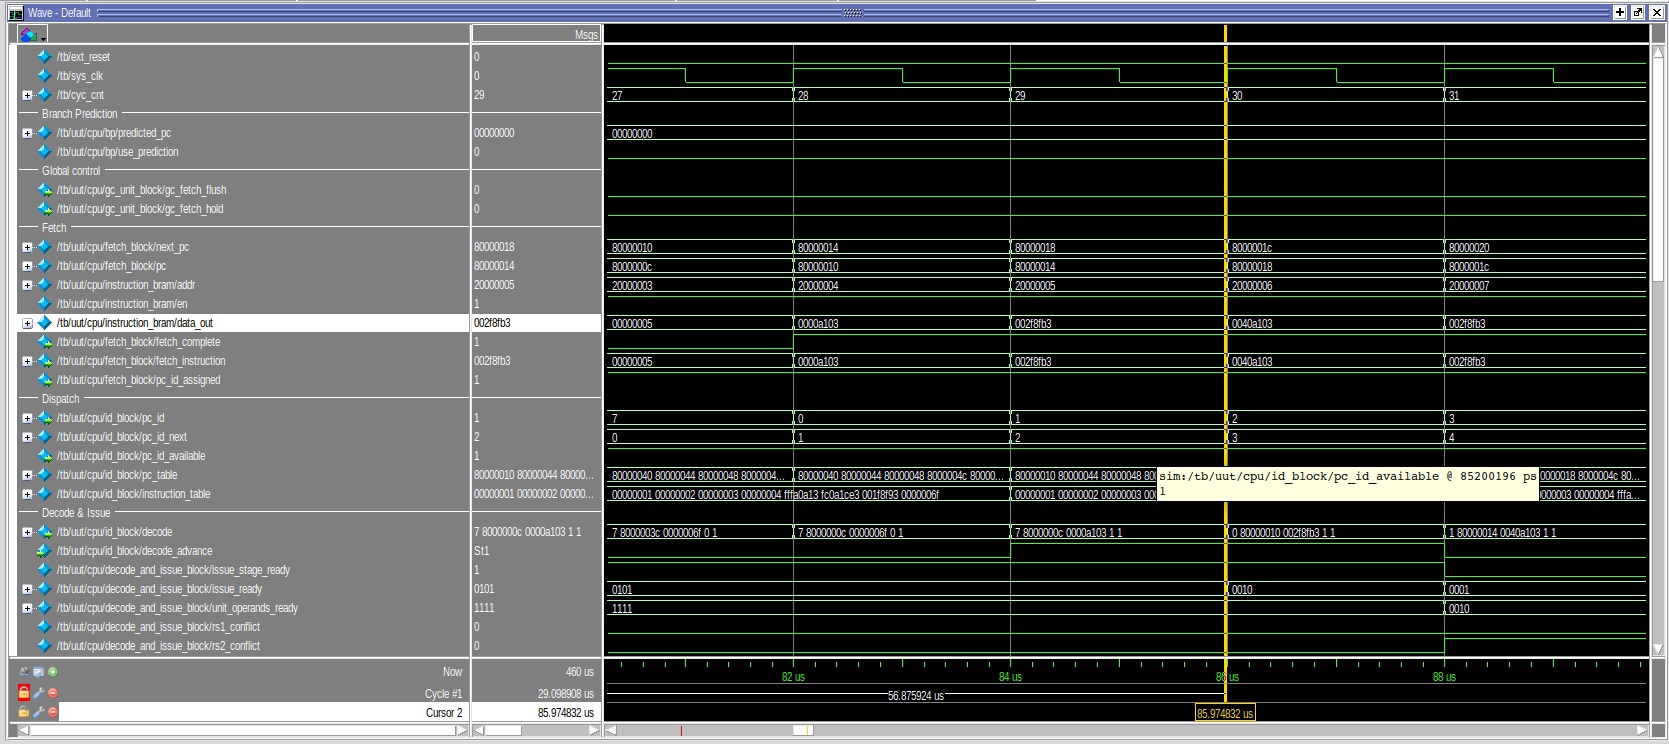 Wave - Default
Msgs
/tb/ext_reset 0
/tb/sys_clk 0
/tb/cyc_cnt 29 27 28 29 30 31
Branch Prediction
/tb/uut/cpu/bp/predicted_pc 00000000 00000000
/tb/uut/cpu/bp/use_prediction 0
Global control
/tb/uut/cpu/gc_unit_block/gc_fetch_flush 0
/tb/uut/cpu/gc_unit_block/gc_fetch_hold 0
Fetch
/tb/uut/cpu/fetch_block/next_pc 80000018 80000010 80000014 80000018 8000001c 80000020
/tb/uut/cpu/fetch_block/pc 80000014 8000000c 80000010 80000014 80000018 8000001c
/tb/uut/cpu/instruction_bram/addr 20000005 20000003 20000004 20000005 20000006 20000007
/tb/uut/cpu/instruction_bram/en 1
/tb/uut/cpu/instruction_bram/data_out 002f8fb3 00000005 0000a103 002f8fb3 0040a103 002f8fb3
/tb/uut/cpu/fetch_block/fetch_complete 1
/tb/uut/cpu/fetch_block/fetch_instruction 002f8fb3 00000005 0000a103 002f8fb3 0040a103 002f8fb3
/tb/uut/cpu/fetch_block/pc_id_assigned 1
Dispatch
/tb/uut/cpu/id_block/pc_id 1 7 0 1 2 3
/tb/uut/cpu/id_block/pc_id_next 2 0 1 2 3 4
/tb/uut/cpu/id_block/pc_id_available 1
/tb/uut/cpu/id_block/pc_table 80000010 80000044 80000... 80000040 80000044 80000048 8000004... 80000040 80000044 80000048 8000004c 80000... 80000010 80000044 80000048 80 0000018 8000004c 80...
sim:/tb/uut/cpu/id_block/pc_id_available @ 85200196 ps
1
/tb/uut/cpu/id_block/instruction_table 00000001 00000002 00000... 00000001 00000002 00000003 00000004 fffa0a13 fc0a1ce3 001f8f93 0000006f 00000001 00000002 00000003 000 0000003 00000004 fffa...
Decode & Issue
/tb/uut/cpu/id_block/decode 7 8000000c 0000a103 1 1 7 8000003c 0000006f 0 1 7 8000000c 0000006f 0 1 7 8000000c 0000a103 1 1 0 80000010 002f8fb3 1 1 1 80000014 0040a103 1 1
/tb/uut/cpu/id_block/decode_advance St1
/tb/uut/cpu/decode_and_issue_block/issue_stage_ready 1
/tb/uut/cpu/decode_and_issue_block/issue_ready 0101 0101 0010 0001
/tb/uut/cpu/decode_and_issue_block/unit_operands_ready 1111 1111 0010
/tb/uut/cpu/decode_and_issue_block/rs1_conflict 0
/tb/uut/cpu/decode_and_issue_block/rs2_conflict 0
Now 460 us 82 us 84 us 86 us 88 us
Cycle #1 29.098908 us 56.875924 us
Cursor 2 85.974832 us 85.974832 us